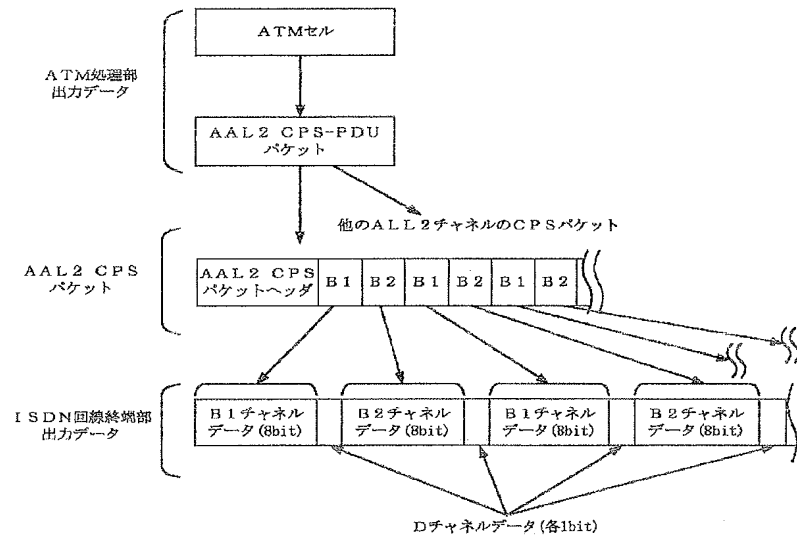 ATMセル
ATM処理部
出力データ
AAL2 CPS-PDU
パケット
他のALL2チャネルのCPSパケット
AAL2 CPS
パケット
AAL2 CPS
パケットヘッダ
B1
B2
B1
B2
B1
B2
ISDN回線終端部
出力データ
B1チャネル
データ(8bit)
B2チャネル
データ(8bit)
B1チャネル
データ(8bit)
B2チャネル
データ(8bit)
Dチャネルデータ(各1bit)